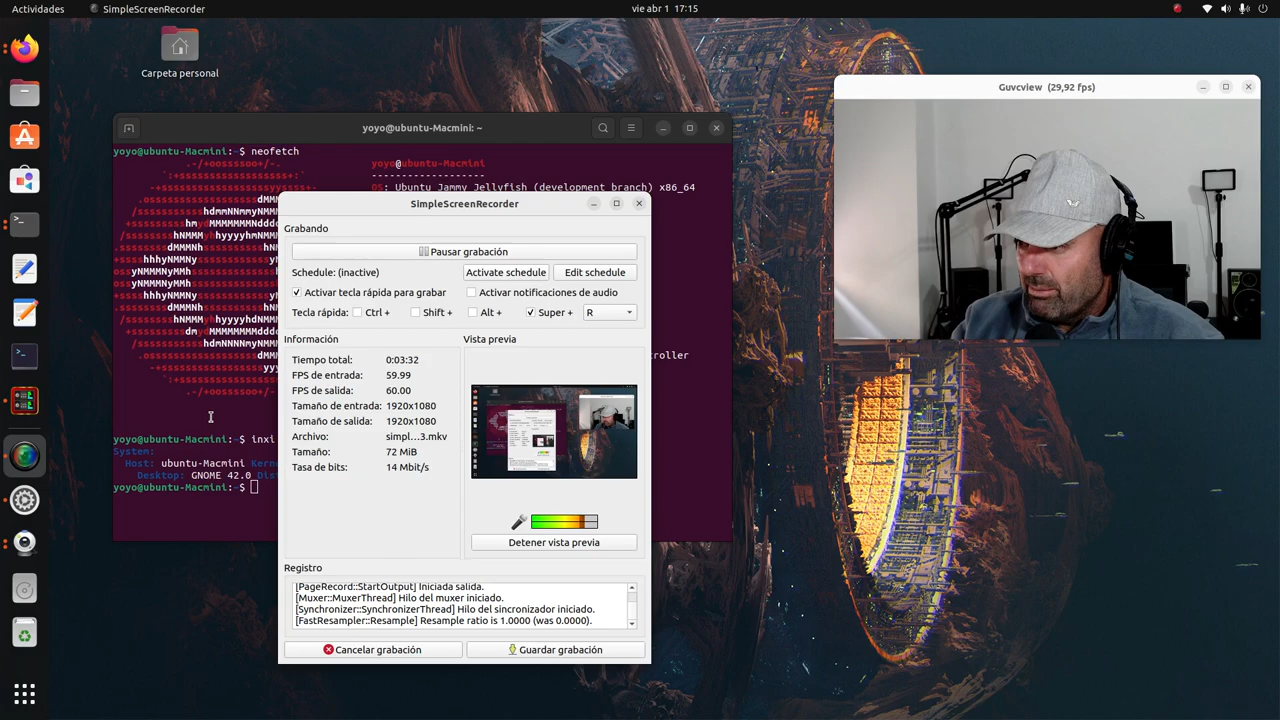 Actividades
SimpleScreenRecorder
vie abr 1 17:15
Carpeta personal
yoyo@ubuntu-Macmini: ~
yoyo@ubuntu-Macmini:~$ neofetch
yoyo@ubuntu-Macmini
-------------------
OS: Ubuntu Jammy Jellyfish (development branch) x86_64
.-/+oossssoo+/-.
`:+ssssssssssssssssss+:`
-+ssssssssssssssssssyyssss+-
roller
.-/+oossssoo+/-.
yoyo@ubuntu-Macmini:~$ inxi
System:
Host: ubuntu-Macmini Kerne
Desktop: GNOME 42.0 Dis
yoyo@ubuntu-Macmini:~$
SimpleScreenRecorder
Grabando
Pausar grabación
Schedule: (inactive)
Activate schedule
Edit schedule
Activar tecla rápida para grabar
Activar notificaciones de audio
Tecla rápida: Ctrl + Shift + Alt + Super + R
Información
Tiempo total: 0:03:32
FPS de entrada: 59.99
FPS de salida: 60.00
Tamaño de entrada: 1920x1080
Tamaño de salida: 1920x1080
Archivo: simpl...3.mkv
Tamaño: 72 MiB
Tasa de bits: 14 Mbit/s
Vista previa
Detener vista previa
Registro
[PageRecord::StartOutput] Iniciada salida.
[Muxer::MuxerThread] Hilo del muxer iniciado.
[Synchronizer::SynchronizerThread] Hilo del sincronizador iniciado.
[FastResampler::Resample] Resample ratio is 1.0000 (was 0.0000).
Cancelar grabación
Guardar grabación
Guvcview (29,92 fps)